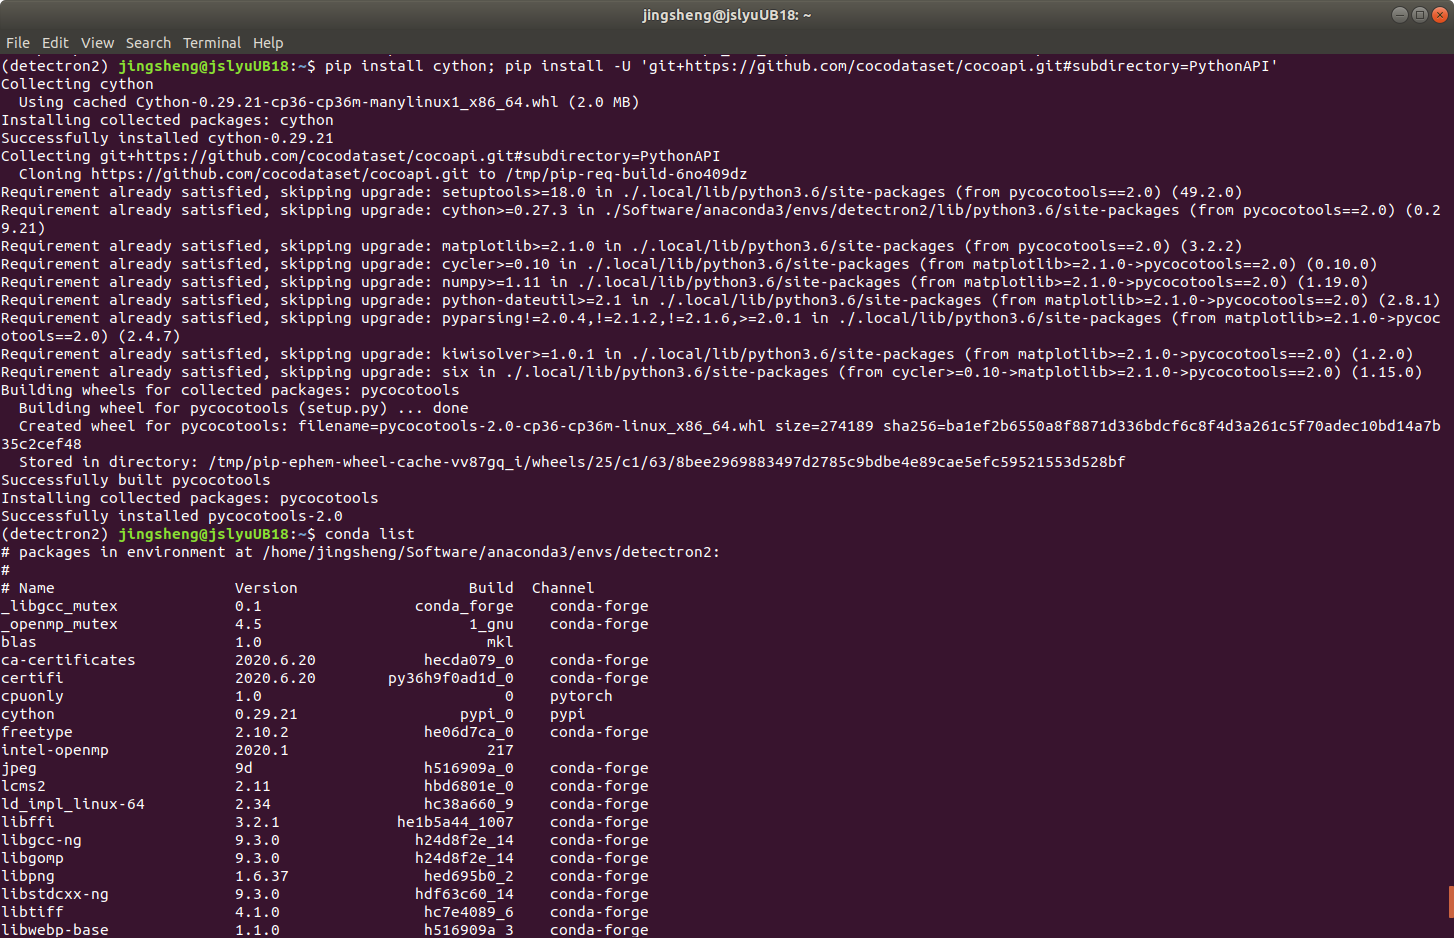 jingsheng@jslyuUB18: ~
File Edit View Search Terminal Help
(detectron2) jingsheng@jslyuUB18:~$ pip install cython; pip install -U 'git+https://github.com/cocodataset/cocoapi.git#subdirectory=PythonAPI'
Collecting cython
  Using cached Cython-0.29.21-cp36-cp36m-manylinux1_x86_64.whl (2.0 MB)
Installing collected packages: cython
Successfully installed cython-0.29.21
Collecting git+https://github.com/cocodataset/cocoapi.git#subdirectory=PythonAPI
  Cloning https://github.com/cocodataset/cocoapi.git to /tmp/pip-req-build-6no409dz
Requirement already satisfied, skipping upgrade: setuptools>=18.0 in ./.local/lib/python3.6/site-packages (from pycocotools==2.0) (49.2.0)
Requirement already satisfied, skipping upgrade: cython>=0.27.3 in ./Software/anaconda3/envs/detectron2/lib/python3.6/site-packages (from pycocotools==2.0) (0.2
9.21)
Requirement already satisfied, skipping upgrade: matplotlib>=2.1.0 in ./.local/lib/python3.6/site-packages (from pycocotools==2.0) (3.2.2)
Requirement already satisfied, skipping upgrade: cycler>=0.10 in ./.local/lib/python3.6/site-packages (from matplotlib>=2.1.0->pycocotools==2.0) (0.10.0)
Requirement already satisfied, skipping upgrade: numpy>=1.11 in ./.local/lib/python3.6/site-packages (from matplotlib>=2.1.0->pycocotools==2.0) (1.19.0)
Requirement already satisfied, skipping upgrade: python-dateutil>=2.1 in ./.local/lib/python3.6/site-packages (from matplotlib>=2.1.0->pycocotools==2.0) (2.8.1)
Requirement already satisfied, skipping upgrade: pyparsing!=2.0.4,!=2.1.2,!=2.1.6,>=2.0.1 in ./.local/lib/python3.6/site-packages (from matplotlib>=2.1.0->pycoc
otools==2.0) (2.4.7)
Requirement already satisfied, skipping upgrade: kiwisolver>=1.0.1 in ./.local/lib/python3.6/site-packages (from matplotlib>=2.1.0->pycocotools==2.0) (1.2.0)
Requirement already satisfied, skipping upgrade: six in ./.local/lib/python3.6/site-packages (from cycler>=0.10->matplotlib>=2.1.0->pycocotools==2.0) (1.15.0)
Building wheels for collected packages: pycocotools
  Building wheel for pycocotools (setup.py) ... done
  Created wheel for pycocotools: filename=pycocotools-2.0-cp36-cp36m-linux_x86_64.whl size=274189 sha256=ba1ef2b6550a8f8871d336bdcf6c8f4d3a261c5f70adec10bd14a7b
35c2cef48
  Stored in directory: /tmp/pip-ephem-wheel-cache-vv87gq_i/wheels/25/c1/63/8bee2969883497d2785c9bdbe4e89cae5efc59521553d528bf
Successfully built pycocotools
Installing collected packages: pycocotools
Successfully installed pycocotools-2.0
(detectron2) jingsheng@jslyuUB18:~$ conda list
# packages in environment at /home/jingsheng/Software/anaconda3/envs/detectron2:
#
# Name                    Version                   Build  Channel
_libgcc_mutex             0.1                 conda_forge    conda-forge
_openmp_mutex             4.5                       1_gnu    conda-forge
blas                      1.0                         mkl
ca-certificates           2020.6.20            hecda079_0    conda-forge
certifi                   2020.6.20        py36h9f0ad1d_0    conda-forge
cpuonly                   1.0                           0    pytorch
cython                    0.29.21                  pypi_0    pypi
freetype                  2.10.2               he06d7ca_0    conda-forge
intel-openmp              2020.1                      217
jpeg                      9d                   h516909a_0    conda-forge
lcms2                     2.11                 hbd6801e_0    conda-forge
ld_impl_linux-64          2.34                 hc38a660_9    conda-forge
libffi                    3.2.1             he1b5a44_1007    conda-forge
libgcc-ng                 9.3.0               h24d8f2e_14    conda-forge
libgomp                   9.3.0               h24d8f2e_14    conda-forge
libpng                    1.6.37               hed695b0_2    conda-forge
libstdcxx-ng              9.3.0               hdf63c60_14    conda-forge
libtiff                   4.1.0                hc7e4089_6    conda-forge
libwebp-base              1.1.0                h516909a_3    conda-forge